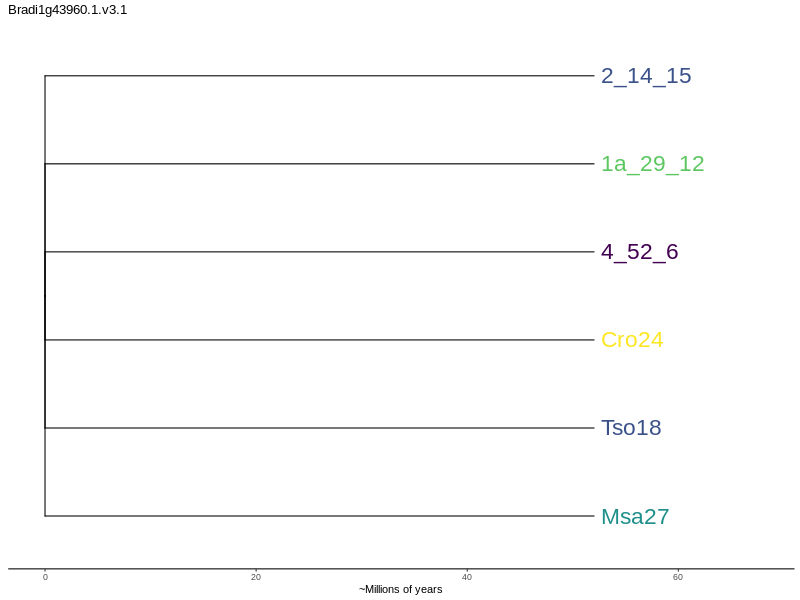 Bradi1g43960.1.v3.1
2_14_15
1a_29_12
4_52_6
Cro24
Tso18
Msa27
0 20 40 60
~Millions of years